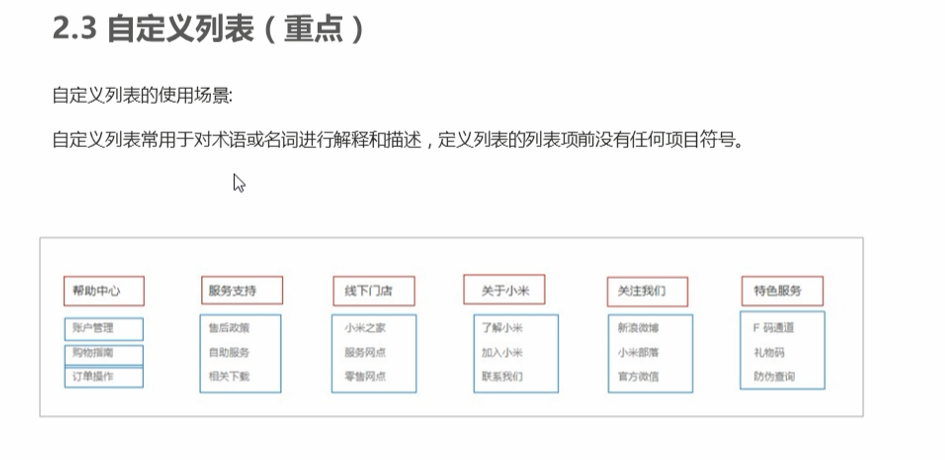 2.3 自定义列表（重点）
自定义列表的使用场景:
自定义列表常用于对术语或名词进行解释和描述，定义列表的列表项前没有任何项目符号。
帮助中心 服务支持 线下门店 关于小米 关注我们 特色服务
账户管理 售后政策 小米之家 了解小米 新浪微博 F 码通道
购物指南 自助服务 服务网点 加入小米 小米部落 礼物码
订单操作 相关下载 零售网点 联系我们 官方微信 防伪查询